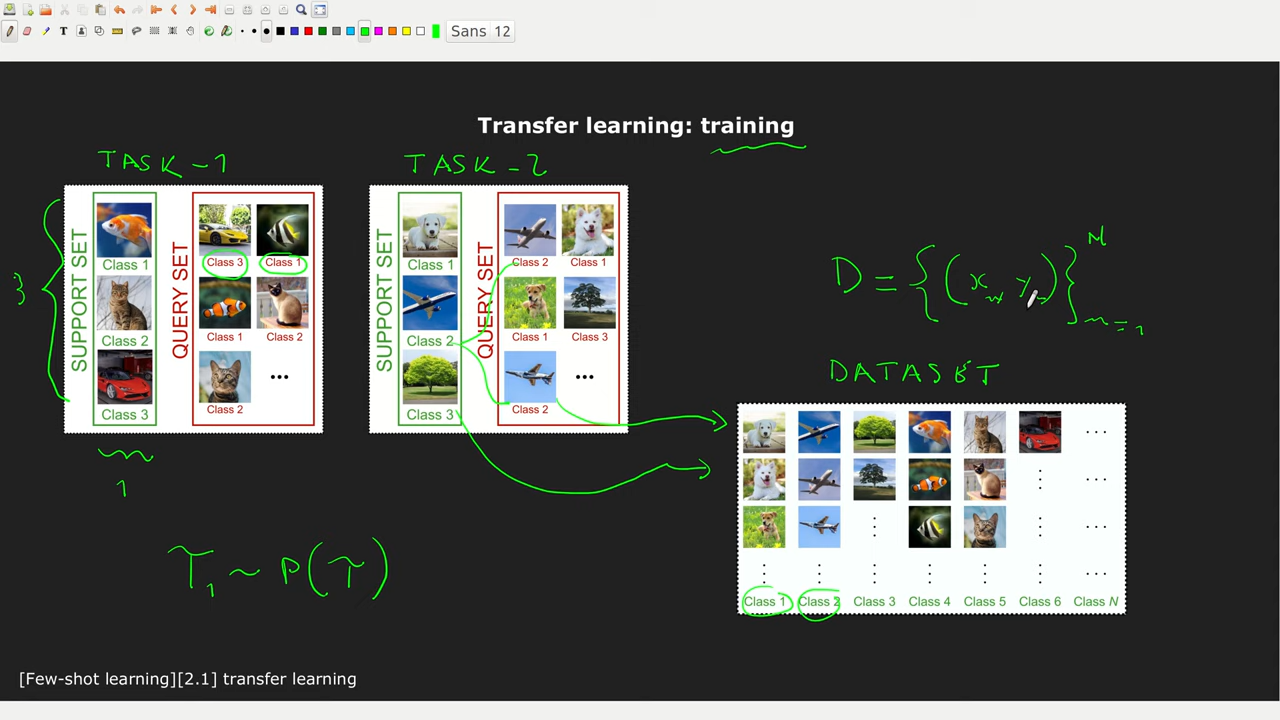 Sans 12
Transfer learning: training
TASK-1
TASK-2
SUPPORT SET
Class 1
Class 2
Class 3
QUERY SET
Class 3
Class 1
Class 1
Class 2
Class 2
...
3
1
SUPPORT SET
Class 1
Class 2
Class 3
QUERY SET
Class 2
Class 1
Class 1
Class 3
Class 2
...
T₁ ~ P(T)
DATASET
Class 1 Class 2 Class 3 Class 4 Class 5 Class 6 Class N
[Few-shot learning][2.1] transfer learning